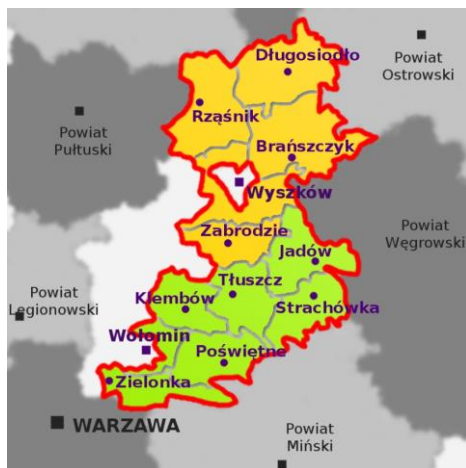 Długosiodło
Powiat
Ostrowski
Rząśnik
Powiat
Pułtuski
Brańszczyk
Wyszków
Powiat
Węgrowski
Zabrodzie
Jadów
Tłuszcz
Powiat
Legionowski
Klembów
Strachówka
Wołomin
Poświętne
Zielonka
WARZAWA
Powiat
Miński